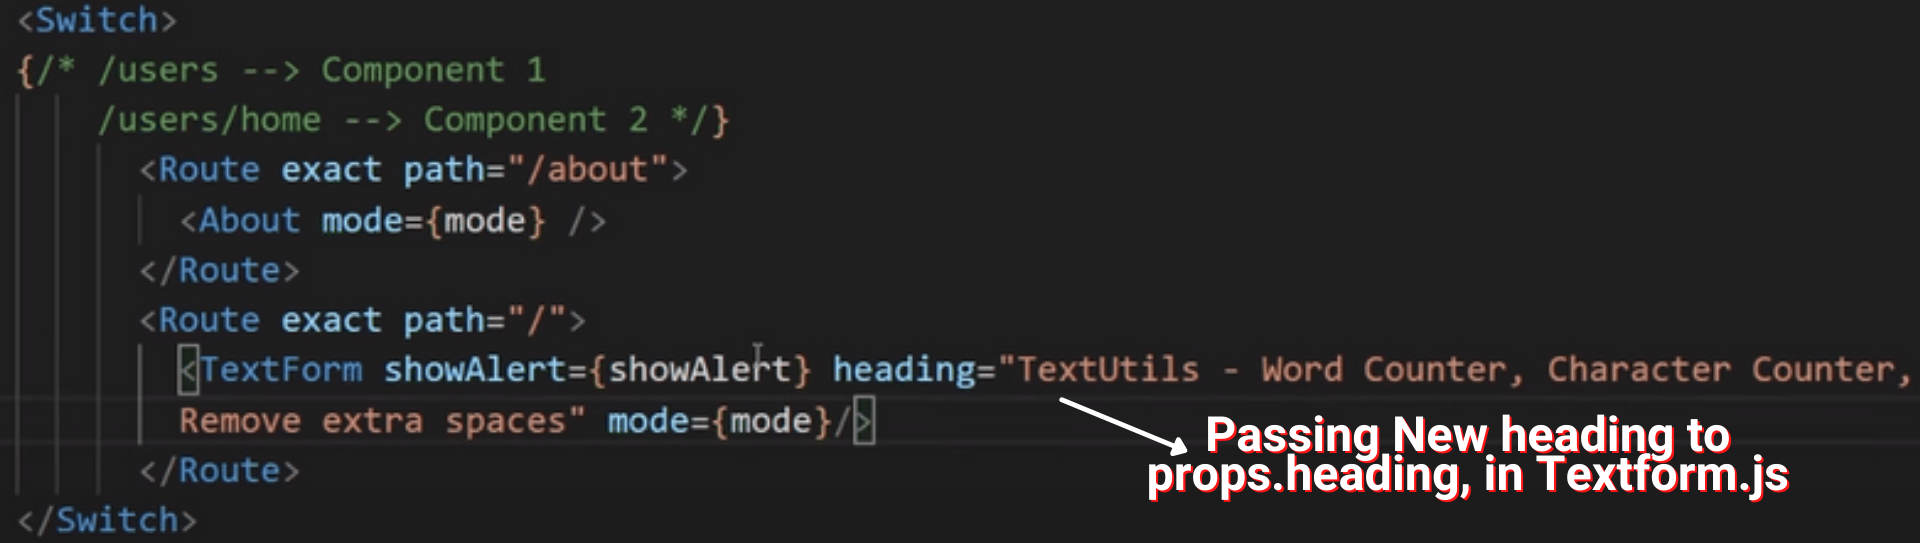 <Switch>
{/* /users --> Component 1
/users/home --> Component 2 */}
<Route exact path="/about">
<About mode={mode} />
</Route>
<Route exact path="/">
<TextForm showAlert={showAlert} heading="TextUtils - Word Counter, Character Counter,
Remove extra spaces" mode={mode}/>
</Route>
</Switch>
Passing New heading to
props.heading, in Textform.js